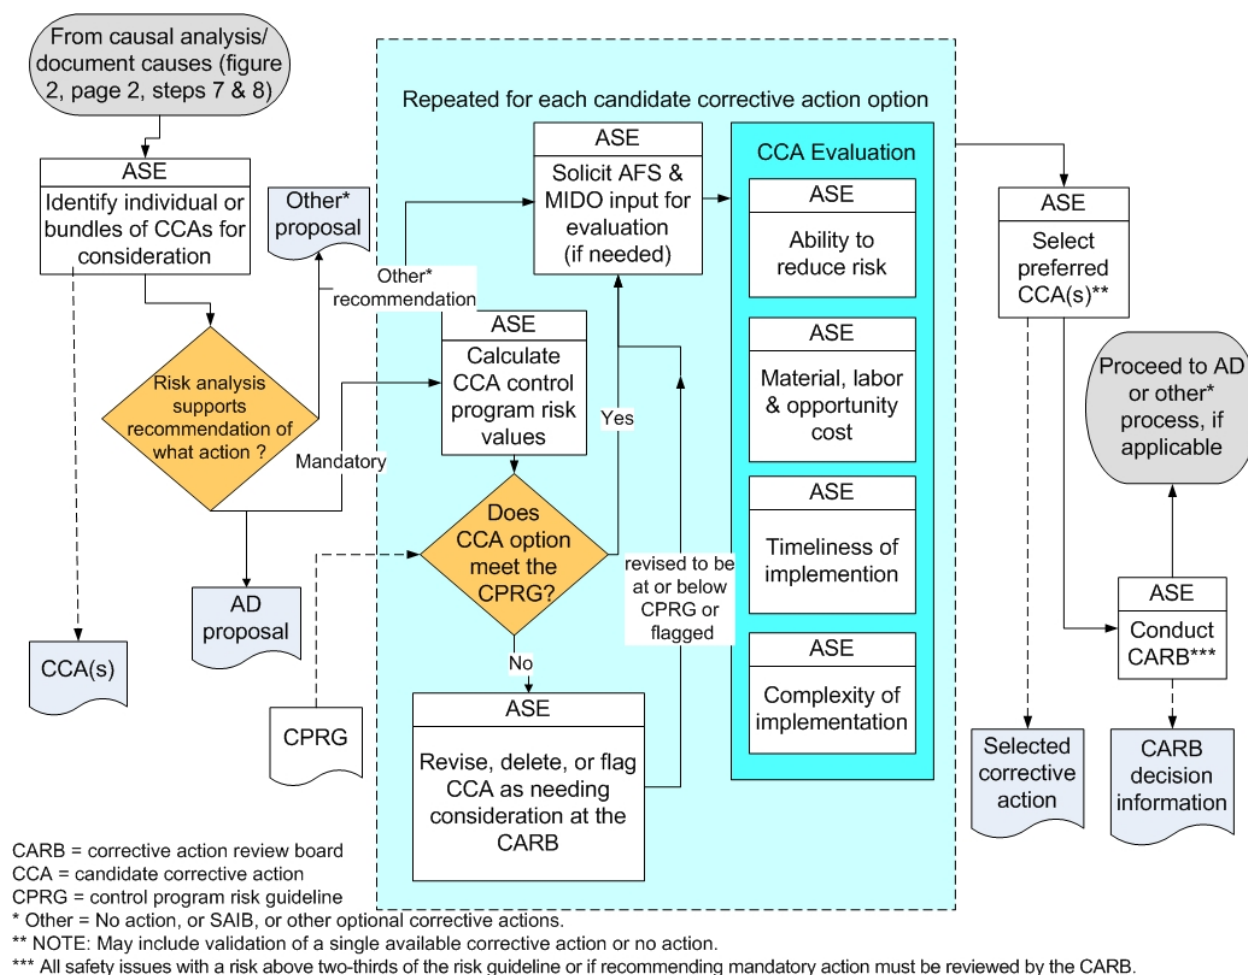 From causal analysis/
document causes (figure
2, page 2, steps 7 & 8)
ASE
Identify individual or
bundles of CCAs for
consideration
Other*
proposal
Risk analysis
supports
recommendation of
what action ?
Other*
recommendation
Mandatory
AD
proposal
CCA(s)
CPRG
Repeated for each candidate corrective action option
ASE
Solicit AFS &
MIDO input for
evaluation
(if needed)
ASE
Calculate
CCA control
program risk
values
Yes
Does
CCA option
meet the
CPRG?
No
revised to be
at or below
CPRG or
flagged
ASE
Revise, delete, or flag
CCA as needing
consideration at the
CARB
CCA Evaluation
ASE
Ability to
reduce risk
ASE
Material, labor
& opportunity
cost
ASE
Timeliness of
implemention
ASE
Complexity of
implementation
ASE
Select
preferred
CCA(s)**
Proceed to AD
or other*
process, if
applicable
ASE
Conduct
CARB***
Selected
corrective
action
CARB
decision
information
CARB = corrective action review board
CCA = candidate corrective action
CPRG = control program risk guideline
* Other = No action, or SAIB, or other optional corrective actions.
** NOTE: May include validation of a single available corrective action or no action.
*** All safety issues with a risk above two-thirds of the risk guideline or if recommending mandatory action must be reviewed by the CARB.